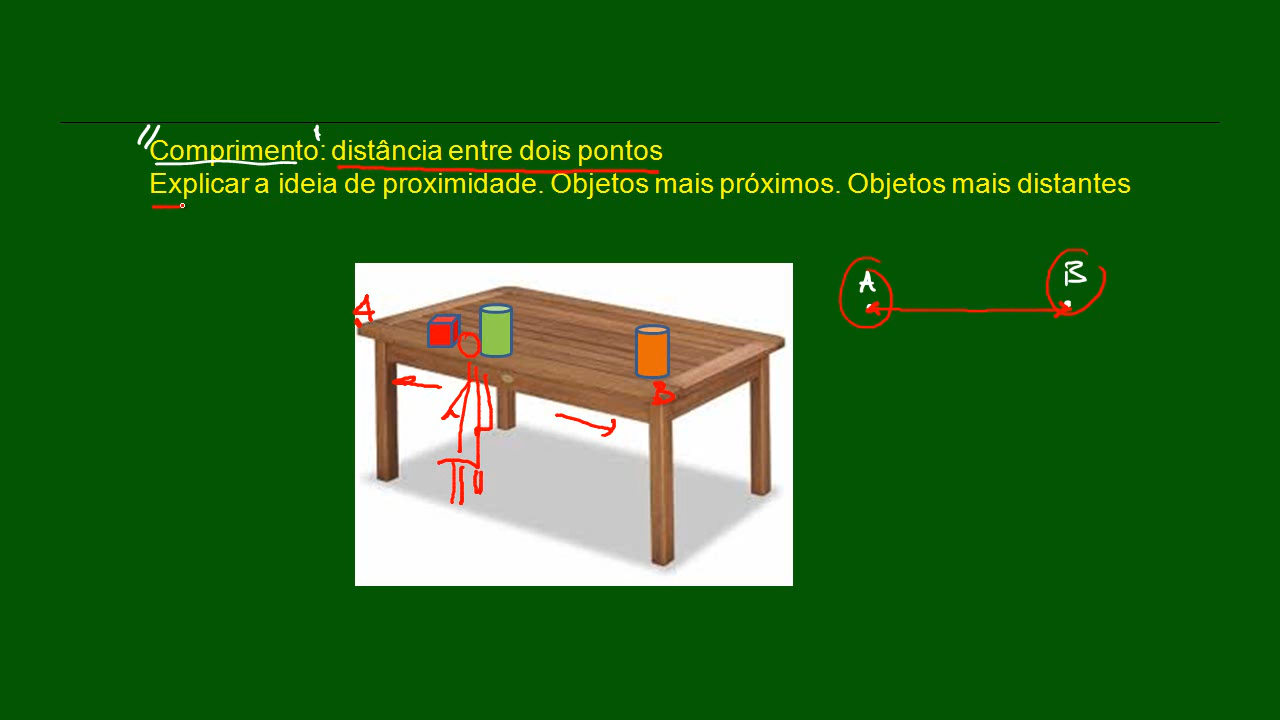 Comprimento: distância entre dois pontos
Explicar a ideia de proximidade. Objetos mais próximos. Objetos mais distantes
A B
A
B